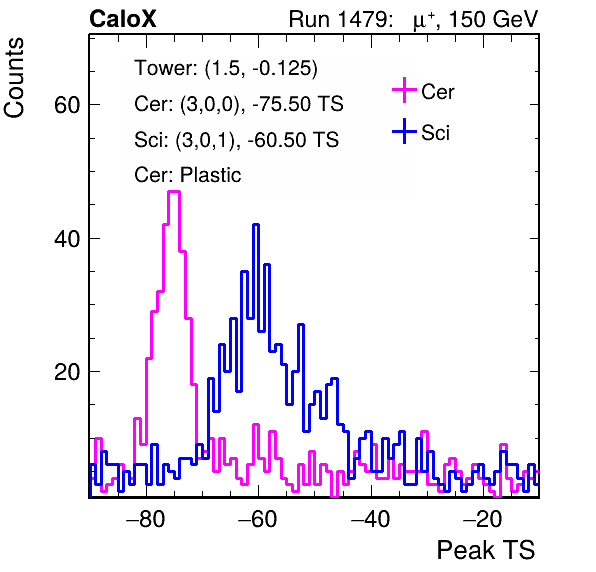 CaloX Run 1479: μ⁺, 150 GeV
Counts
Tower: (1.5, -0.125)
Cer: (3,0,0), -75.50 TS
Sci: (3,0,1), -60.50 TS
Cer: Plastic
Cer
Sci
60
40
20
−80 −60 −40 −20
Peak TS